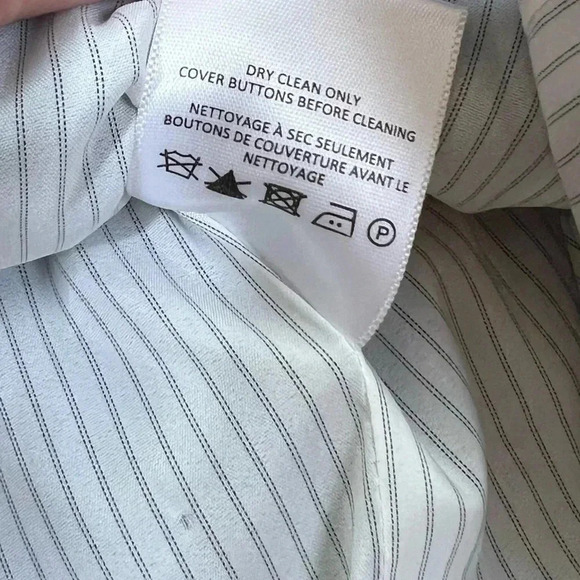 DRY CLEAN ONLY
COVER BUTTONS BEFORE CLEANING
NETTOYAGE À SEC SEULEMENT
BOUTONS DE COUVERTURE AVANT LE
NETTOYAGE
P